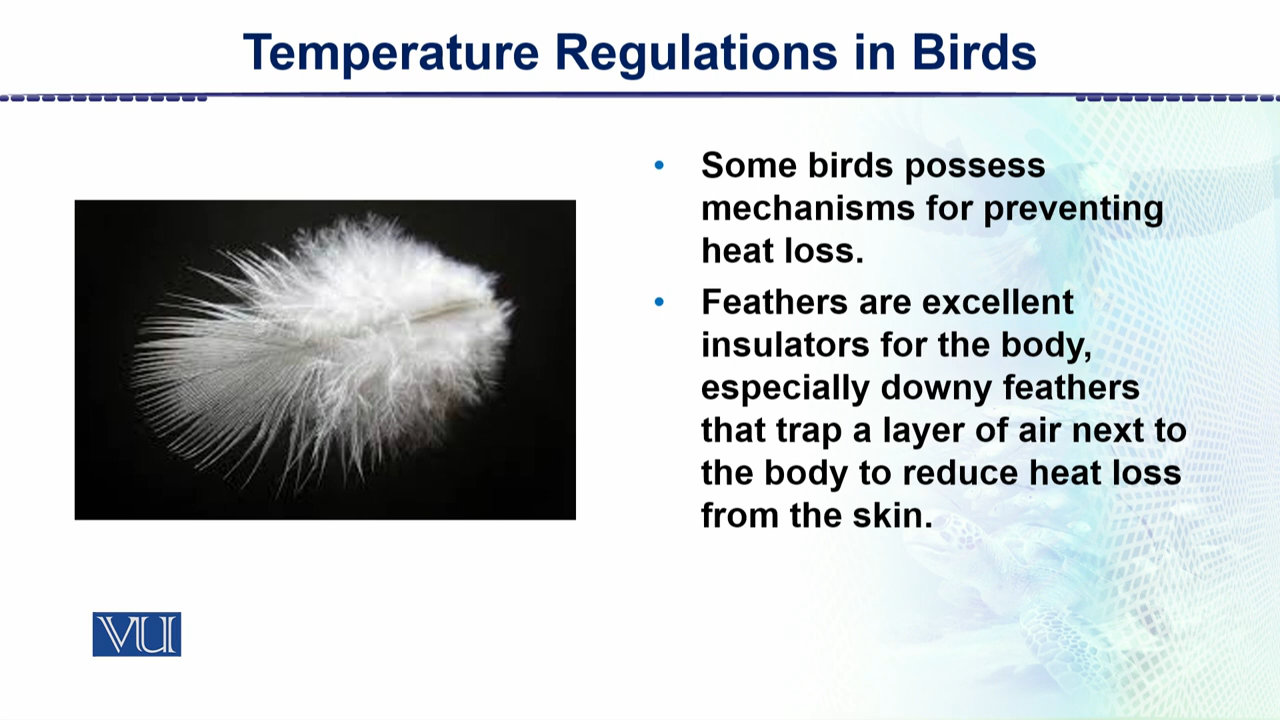 Temperature Regulations in Birds
• Some birds possess
mechanisms for preventing
heat loss.
• Feathers are excellent
insulators for the body,
especially downy feathers
that trap a layer of air next to
the body to reduce heat loss
from the skin.
VU